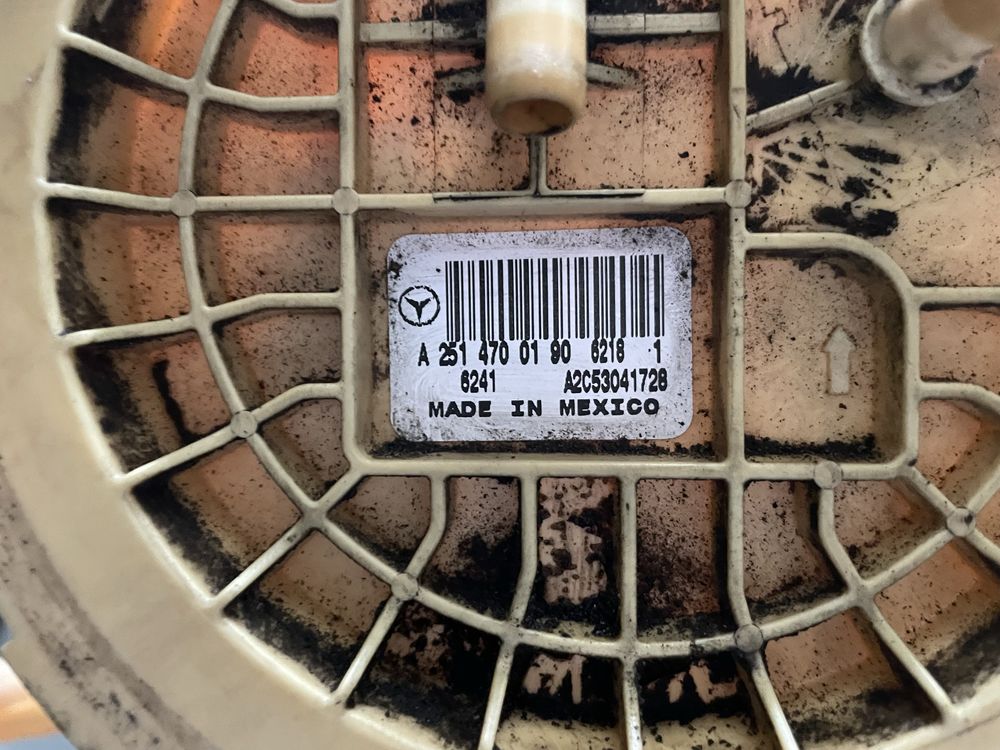 A 251 470 01 90 6218 1
6241 A2C53041728
MADE IN MEXICO